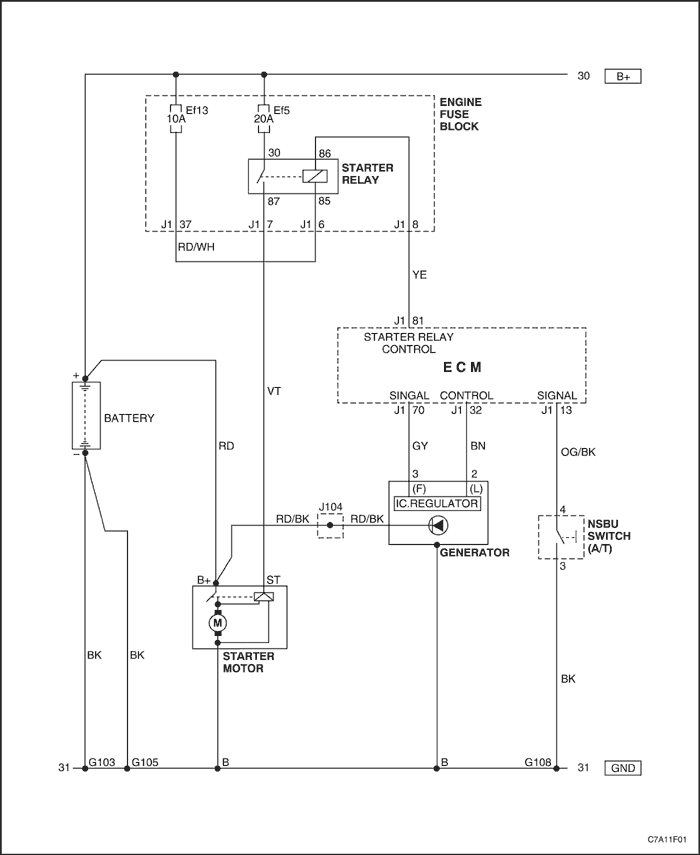 30 B+
Ef13
10A
Ef5
20A
ENGINE
FUSE
BLOCK
30 86
STARTER
RELAY
87 85
J1 37 J1 7 J1 6 J1 8
RD/WH
YE
J1 81
STARTER RELAY
CONTROL
ECM
SINGAL CONTROL SIGNAL
J1 70 J1 32 J1 13
+
BATTERY
–
VT
RD
GY BN OG/BK
3 2
(F) (L)
IC.REGULATOR
J104
RD/BK RD/BK
GENERATOR
4
NSBU
SWITCH
(A/T)
3
B+ ST
M
STARTER
MOTOR
BK BK BK
31 G103 G105 B B G108 31 GND
C7A11F01